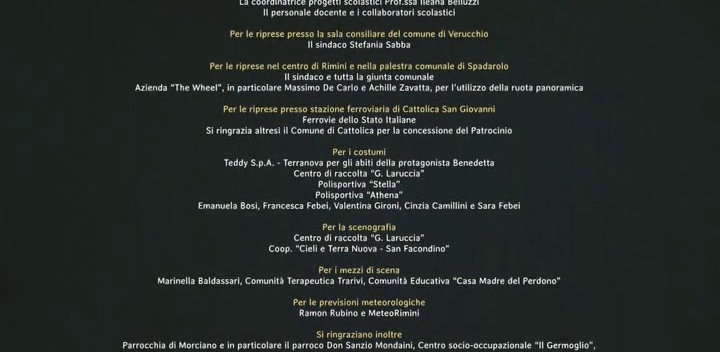 La coordinatrice progetti scolastici Prof.ssa Ileana Belluzzi
Il personale docente e i collaboratori scolastici
Per le riprese presso la sala consiliare del comune di Verucchio
Il sindaco Stefania Sabba
Per le riprese nel centro di Rimini e nella palestra comunale di Spadarolo
Il sindaco e tutta la giunta comunale
Azienda "The Wheel", in particolare Massimo De Carlo e Achille Zavatta, per l'utilizzo della ruota panoramica
Per le riprese presso stazione ferroviaria di Cattolica San Giovanni
Ferrovie dello Stato Italiane
Si ringrazia altresì il Comune di Cattolica per la concessione del Patrocinio
Per i costumi
Teddy S.p.A. - Terranova per gli abiti della protagonista Benedetta
Centro di raccolta "G. Laruccia"
Polisportiva "Stella"
Polisportiva "Athena"
Emanuela Bosi, Francesca Febei, Valentina Gironi, Cinzia Camillini e Sara Febei
Per la scenografia
Centro di raccolta "G. Laruccia"
Coop. "Cieli e Terra Nuova - San Facondino"
Per i mezzi di scena
Marinella Baldassari, Comunità Terapeutica Trarivi, Comunità Educativa "Casa Madre del Perdono"
Per le previsioni meteorologiche
Ramon Rubino e MeteoRimini
Si ringraziano inoltre
Parrocchia di Morciano e in particolare il parroco Don Sanzio Mondaini, Centro socio-occupazionale "Il Germoglio",